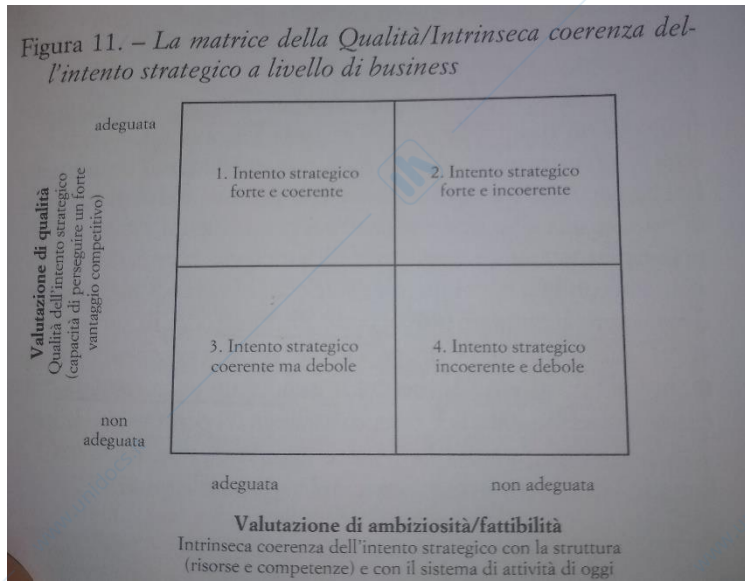 Figura 11. – La matrice della Qualità/Intrinseca coerenza del-
l'intento strategico a livello di business
adeguata
1. Intento strategico
forte e coerente
2. Intento strategico
forte e incoerente
Valutazione di qualità
Qualità dell'intento strategico
(capacità di perseguire un forte
vantaggio competitivo)
3. Intento strategico
coerente ma debole
4. Intento strategico
incoerente e debole
non
adeguata
adeguata
non adeguata
Valutazione di ambiziosità/fattibilità
Intrinseca coerenza dell'intento strategico con la struttura
(risorse e competenze) e con il sistema di attività di oggi